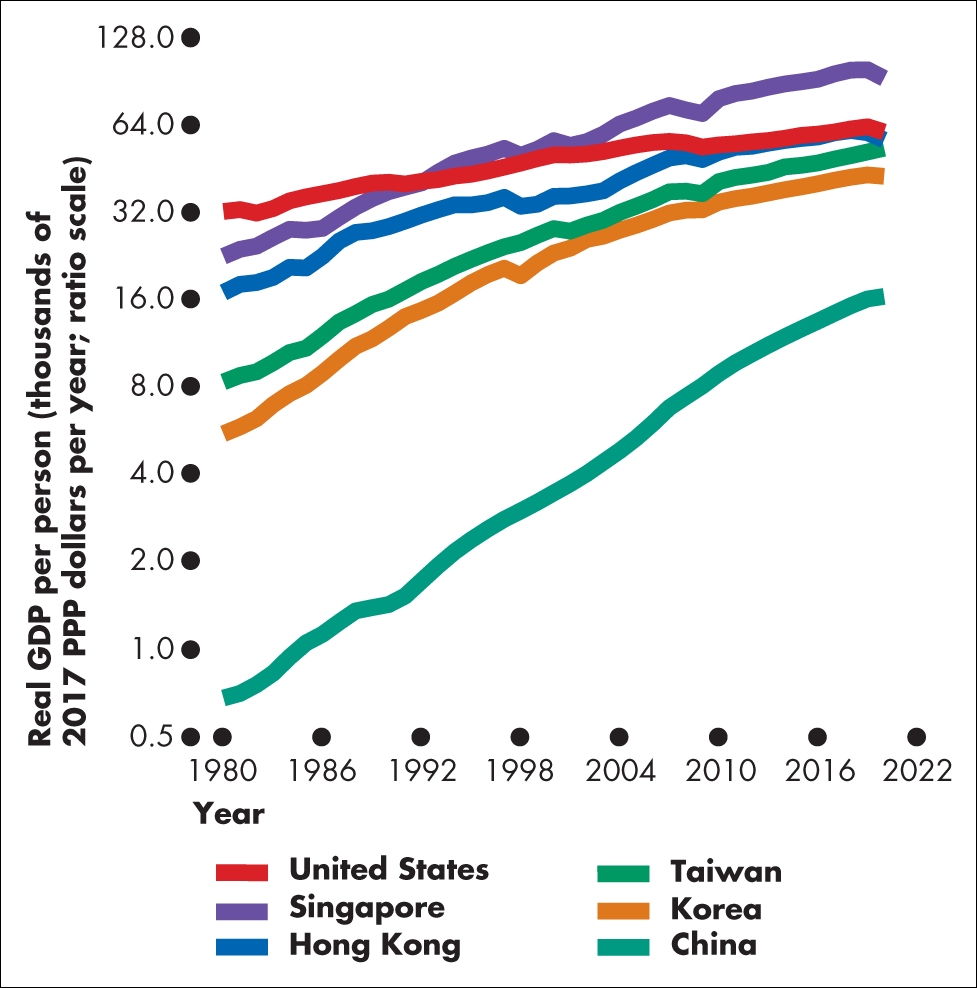 Real GDP per person (thousands of
2017 PPP dollars per year; ratio scale)
128.0
64.0
32.0
16.0
8.0
4.0
2.0
1.0
0.5
1980 1986 1992 1998 2004 2010 2016 2022
Year
United States
Singapore
Hong Kong
Taiwan
Korea
China